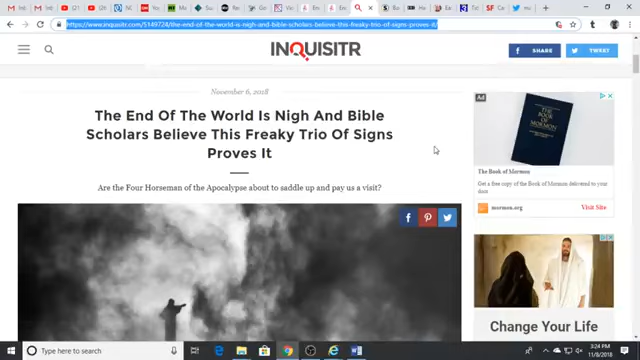 https://www.inquisitr.com/5149724/the-end-of-the-world-is-nigh-and-bible-scholars-believe-this-freaky-trio-of-signs-proves-it/
INQUISITR
SHARE
TWEET
November 6, 2018
The End Of The World Is Nigh And Bible
Scholars Believe This Freaky Trio Of Signs
Proves It
Are the Four Horseman of the Apocalypse about to saddle up and pay us a visit?
Ad
THE BOOK OF MORMON
The Book of Mormon
Get a free copy of the Book of Mormon delivered to your
door
mormon.org
Visit Site
Change Your Life
Type here to search
3:24 PM
11/8/2018